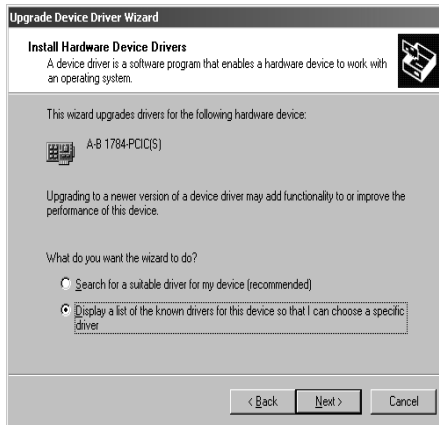 Upgrade Device Driver Wizard
Install Hardware Device Drivers
A device driver is a software program that enables a hardware device to work with
an operating system.
This wizard upgrades drivers for the following hardware device:
A-B 1784-PCIC(S)
Upgrading to a newer version of a device driver may add functionality to or improve the
performance of this device.
What do you want the wizard to do?
Search for a suitable driver for my device (recommended)
Display a list of the known drivers for this device so that I can choose a specific
driver
< Back Next > Cancel